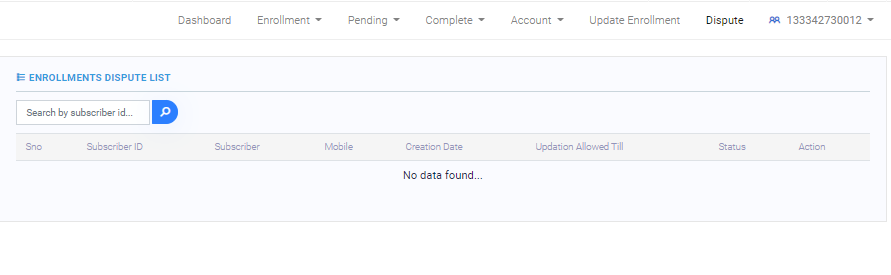 Dashboard Enrollment Pending Complete Account Update Enrollment Dispute 133342730012
ENROLLMENTS DISPUTE LIST
Search by subscriber id...
Sno Subscriber ID Subscriber Mobile Creation Date Updation Allowed Till Status Action
No data found...